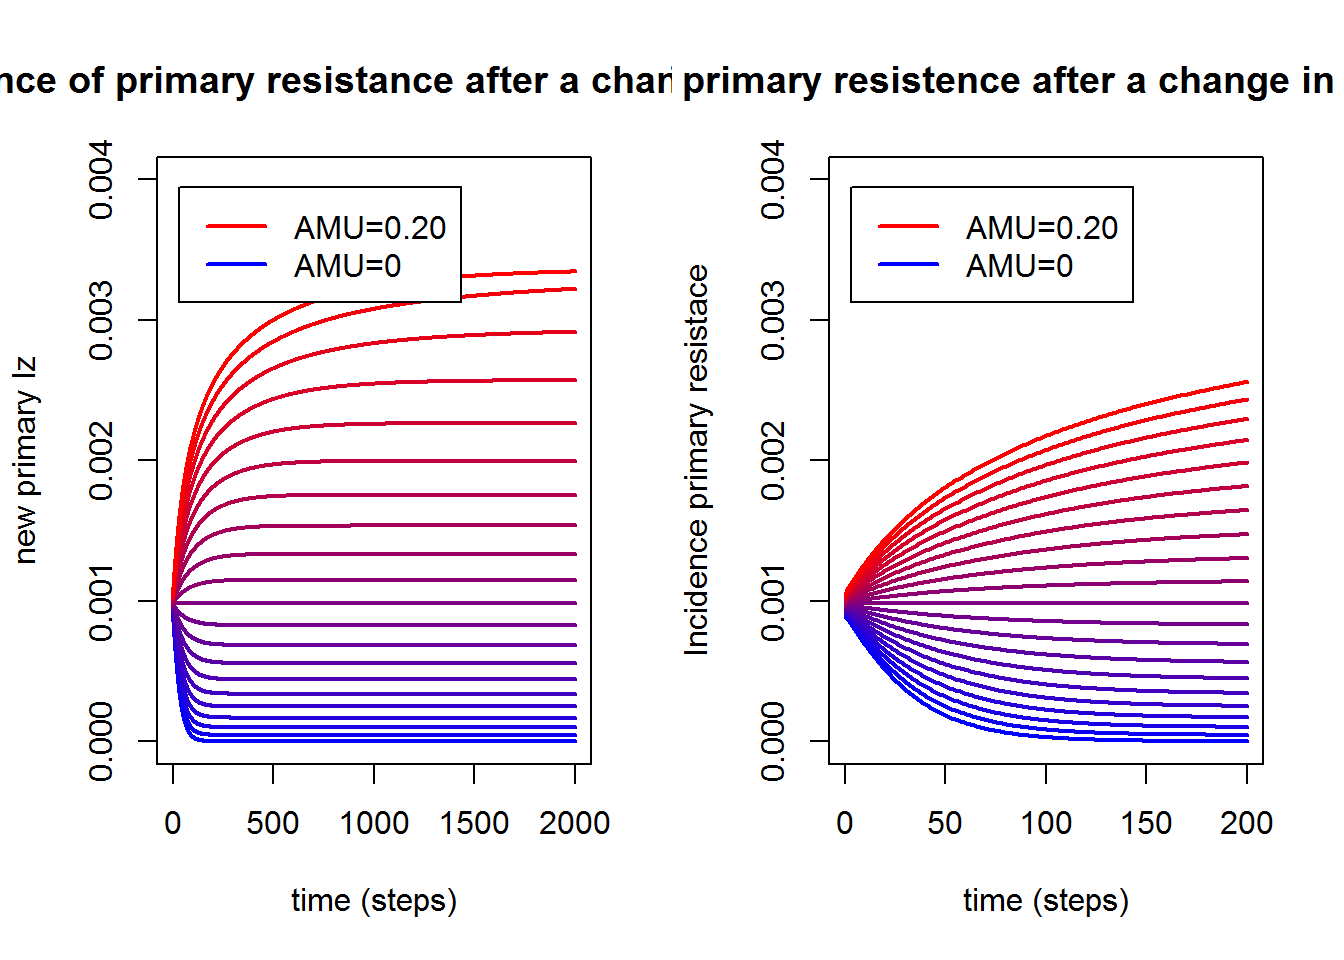 nce of primary resistance after a chan
primary resistence after a change in
0.004
0.003
0.002
0.001
0.000
new primary Iz
AMU=0.20
AMU=0
0 500 1000 1500 2000
time (steps)
0.004
0.003
0.002
0.001
0.000
Incidence primary resistace
AMU=0.20
AMU=0
0 50 100 150 200
time (steps)